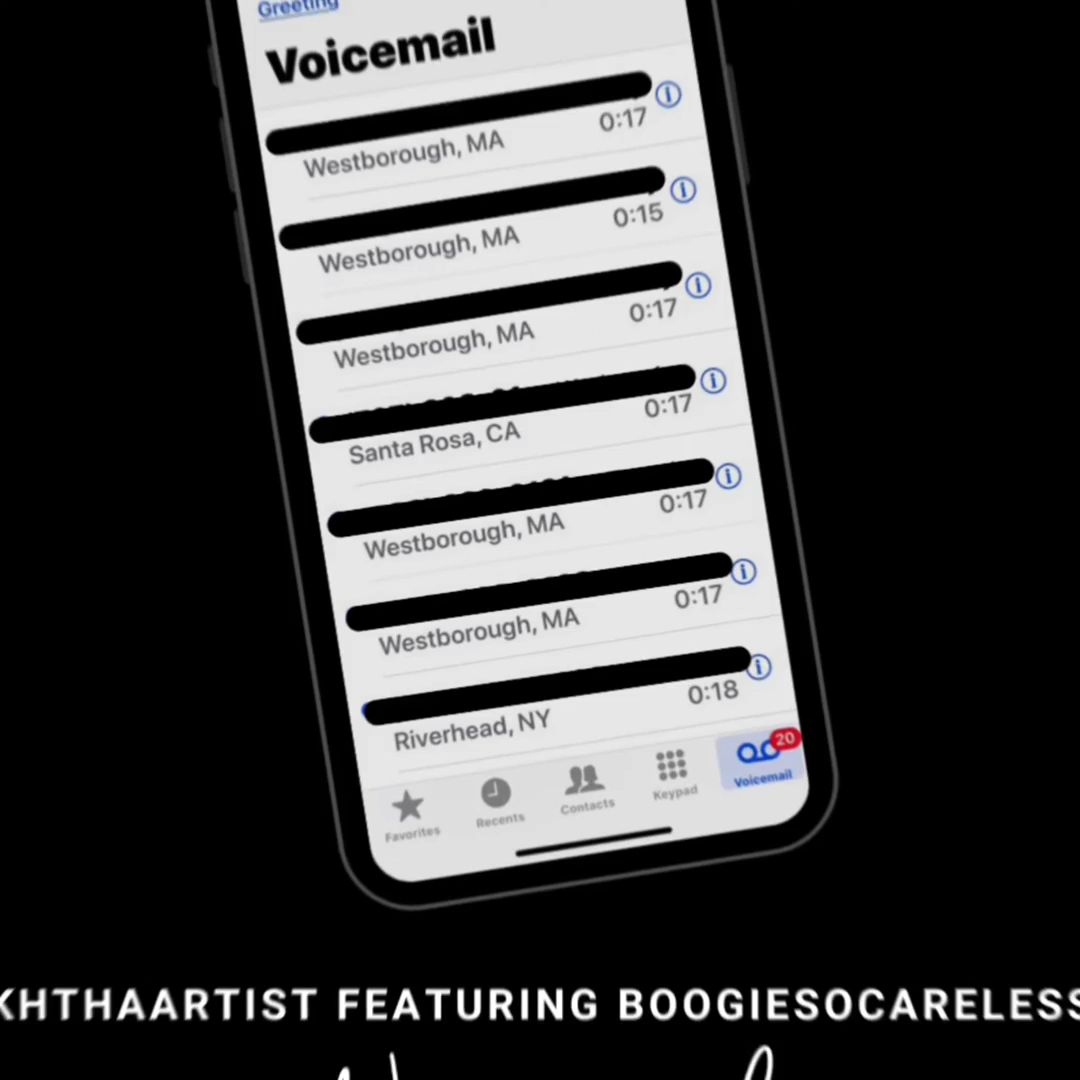 Greeting
Voicemail
Westborough, MA 0:17
Westborough, MA 0:15
Westborough, MA 0:17
Santa Rosa, CA 0:17
Westborough, MA 0:17
Westborough, MA 0:17
Riverhead, NY 0:18
Favorites Recents Contacts Keypad Voicemail 20
KHTHAARTIST FEATURING BOOGIESOCARELESS